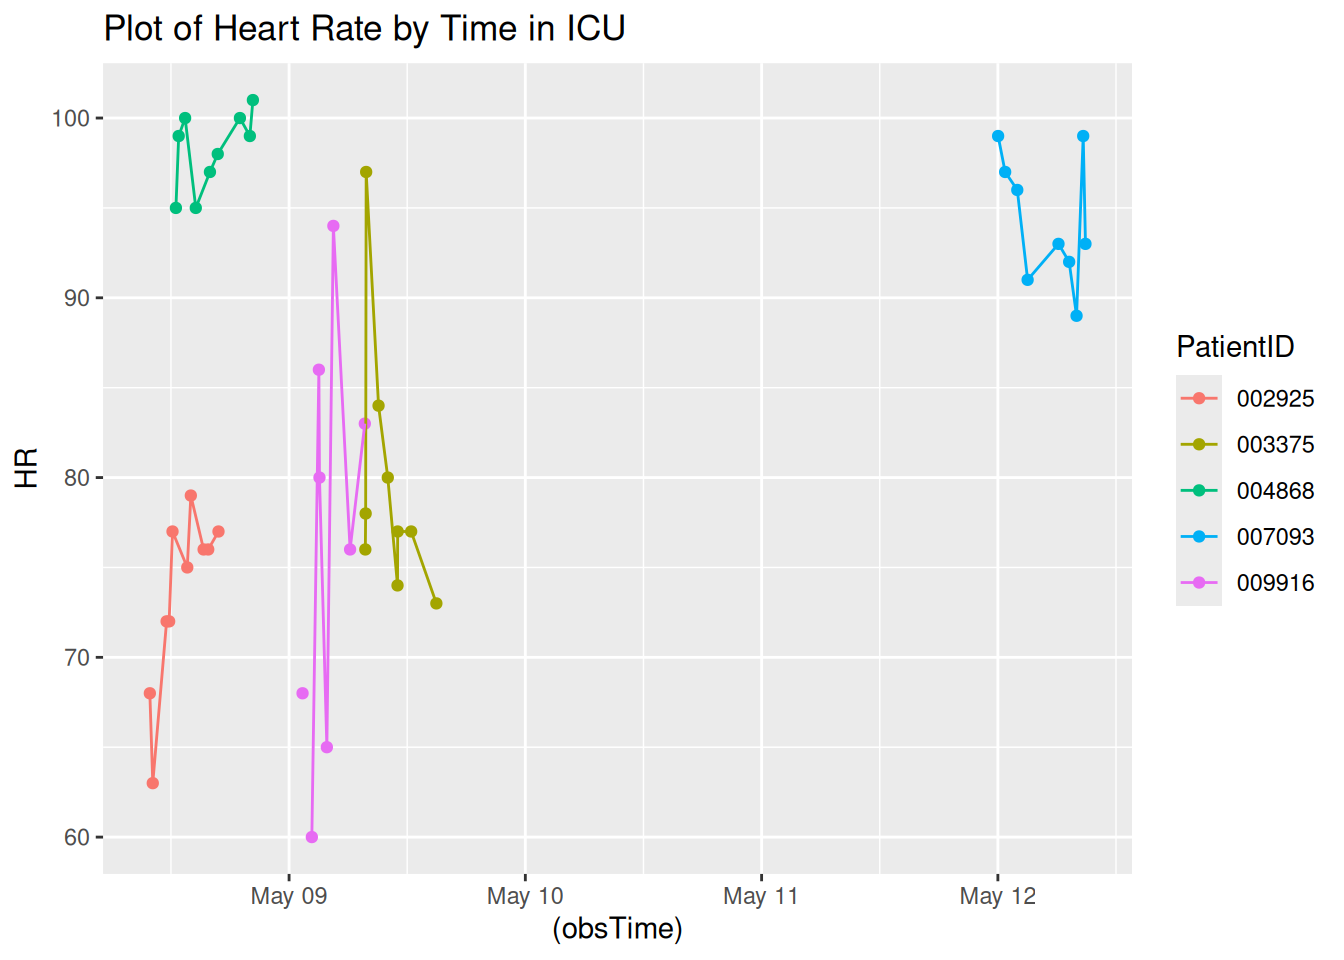 Plot of Heart Rate by Time in ICU
100
90
80
70
60
HR
May 09
May 10
May 11
May 12
(obsTime)
PatientID
002925
003375
004868
007093
009916